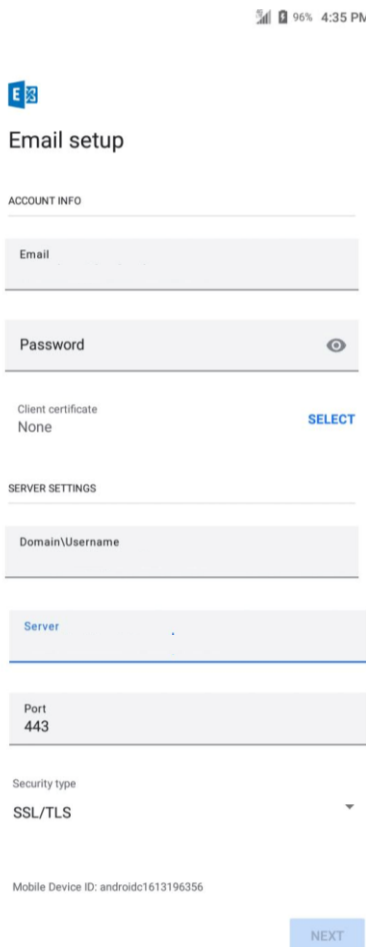 96% 4:35 PM
E
Email setup
ACCOUNT INFO
Email
Password
Client certificate
None
SELECT
SERVER SETTINGS
Domain\Username
Server
Port
443
Security type
SSL/TLS
Mobile Device ID: androidc1613196356
NEXT